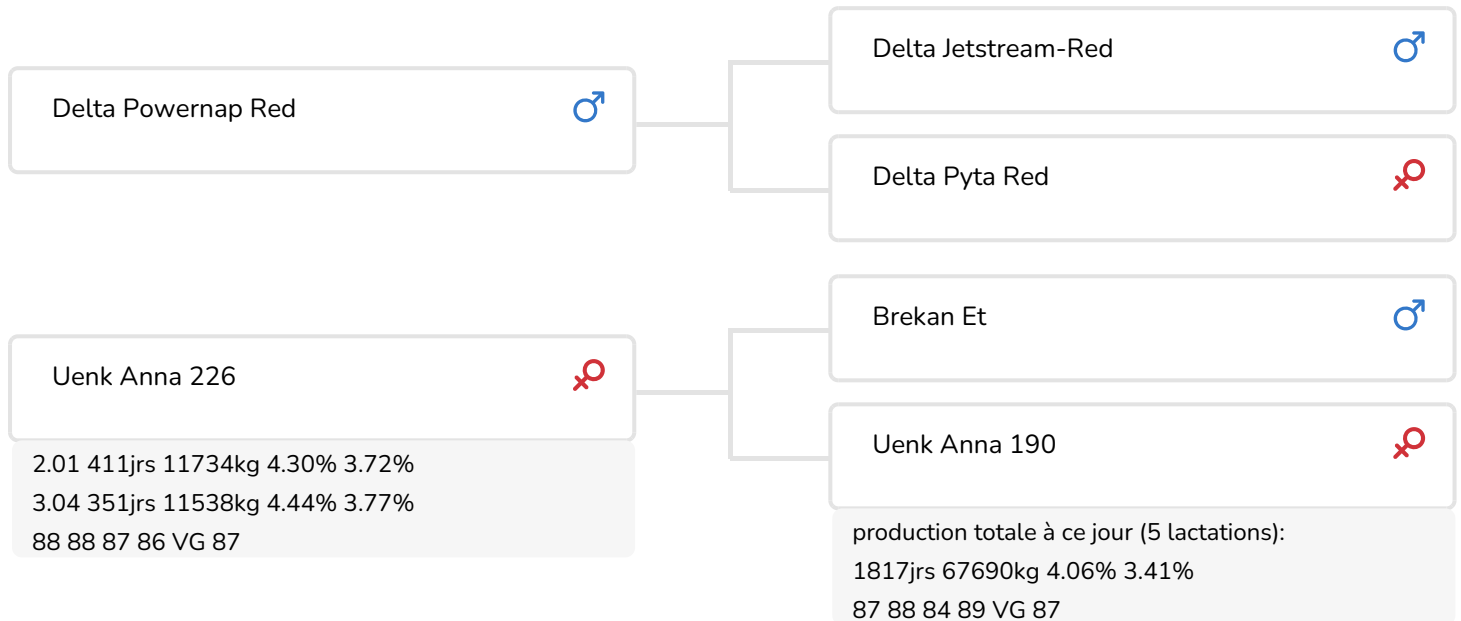 Delta Jetstream-Red
Delta Powernap Red
Delta Pyta Red
Brekan Et
Uenk Anna 226
Uenk Anna 190
2.01 411jrs 11734kg 4.30% 3.72%
3.04 351jrs 11538kg 4.44% 3.77%
88 88 87 86 VG 87
production totale à ce jour (5 lactations):
1817jrs 67690kg 4.06% 3.41%
87 88 84 89 VG 87